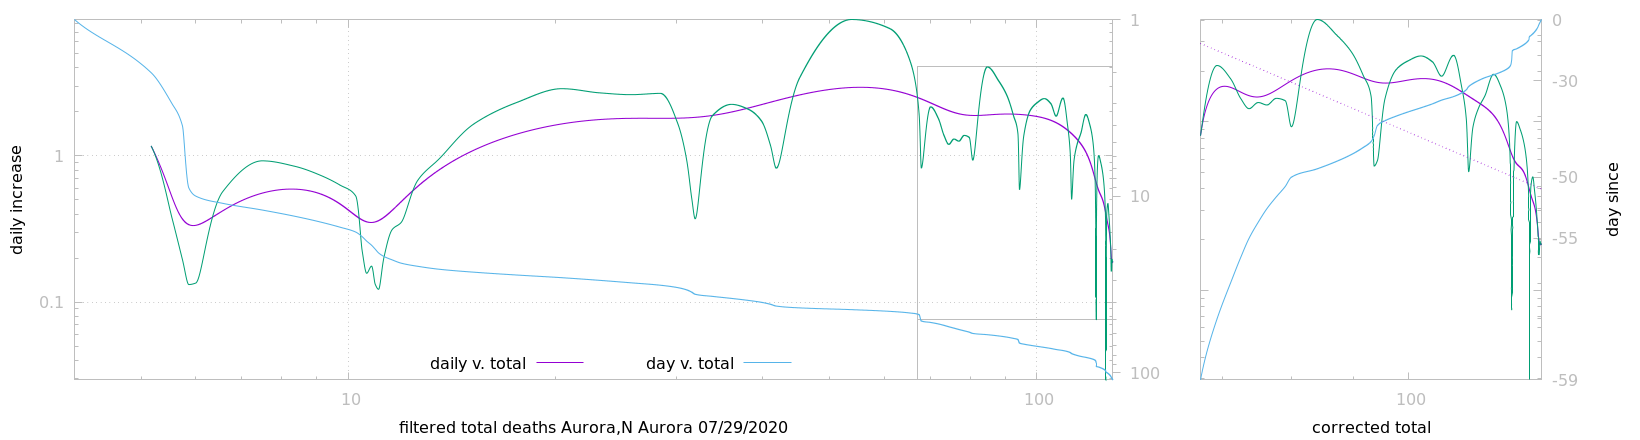 daily increase
1
0.1
daily v. total
day v. total
10
100
1
10
100
filtered total deaths Aurora,N Aurora 07/29/2020
0
-30
-50
-55
-59
day since
100
corrected total